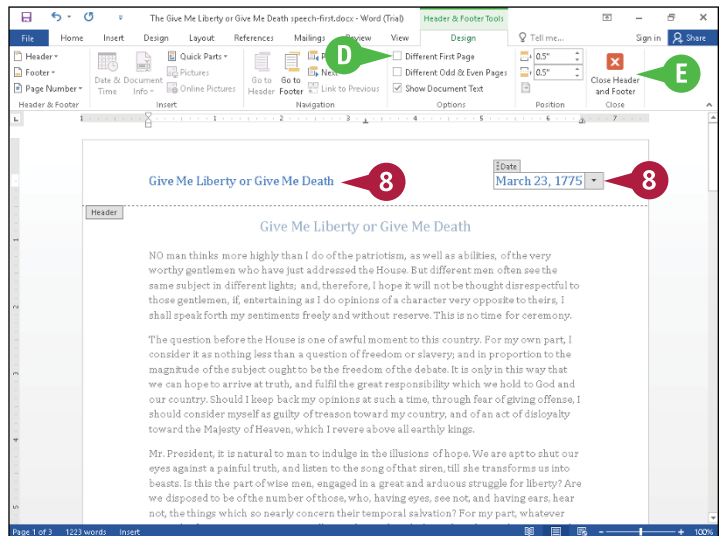 The Give Me Liberty or Give Me Death speech-first.docx - Word (Trial)
Header & Footer Tools
File Home Insert Design Layout References Mailings Review View Design Tell me... Sign in Share
Header Quick Parts D Different First Page 0.5"
Footer Pictures Next Different Odd & Even Pages 0.5"
Page Number Online Pictures Link to Previous Show Document Text
Date & Time Document Info Go to Header Go to Footer Close Header and Footer E
Header & Footer Insert Navigation Options Position Close
1 1 2 3 4 5 6 7
Date
Give Me Liberty or Give Me Death 8 March 23, 1775 8
Header
Give Me Liberty or Give Me Death
NO man thinks more highly than I do of the patriotism, as well as abilities, of the very
worthy gentlemen who have just addressed the House. But different men often see the
same subject in different lights; and, therefore, I hope it will not be thought disrespectful to
those gentlemen, if, entertaining as I do opinions of a character very opposite to theirs, I
shall speak forth my sentiments freely and without reserve. This is no time for ceremony.
The question before the House is one of awful moment to this country. For my own part, I
consider it as nothing less than a question of freedom or slavery; and in proportion to the
magnitude of the subject ought to be the freedom of the debate. It is only in this way that
we can hope to arrive at truth, and fulfil the great responsibility which we hold to God and
our country. Should I keep back my opinions at such a time, through fear of giving offense, I
should consider myself as guilty of treason toward my country, and of an act of disloyalty
toward the Majesty of Heaven, which I revere above all earthly kings.
Mr. President, it is natural to man to indulge in the illusions of hope. We are apt to shut our
eyes against a painful truth, and listen to the song of that siren, till she transforms us into
beasts. Is this the part of wise men, engaged in a great and arduous struggle for liberty? Are
we disposed to be of the number of those, who, having eyes, see not, and having ears, hear
not, the things which so nearly concern their temporal salvation? For my part, whatever
Page 1 of 3 1223 words Insert 100%